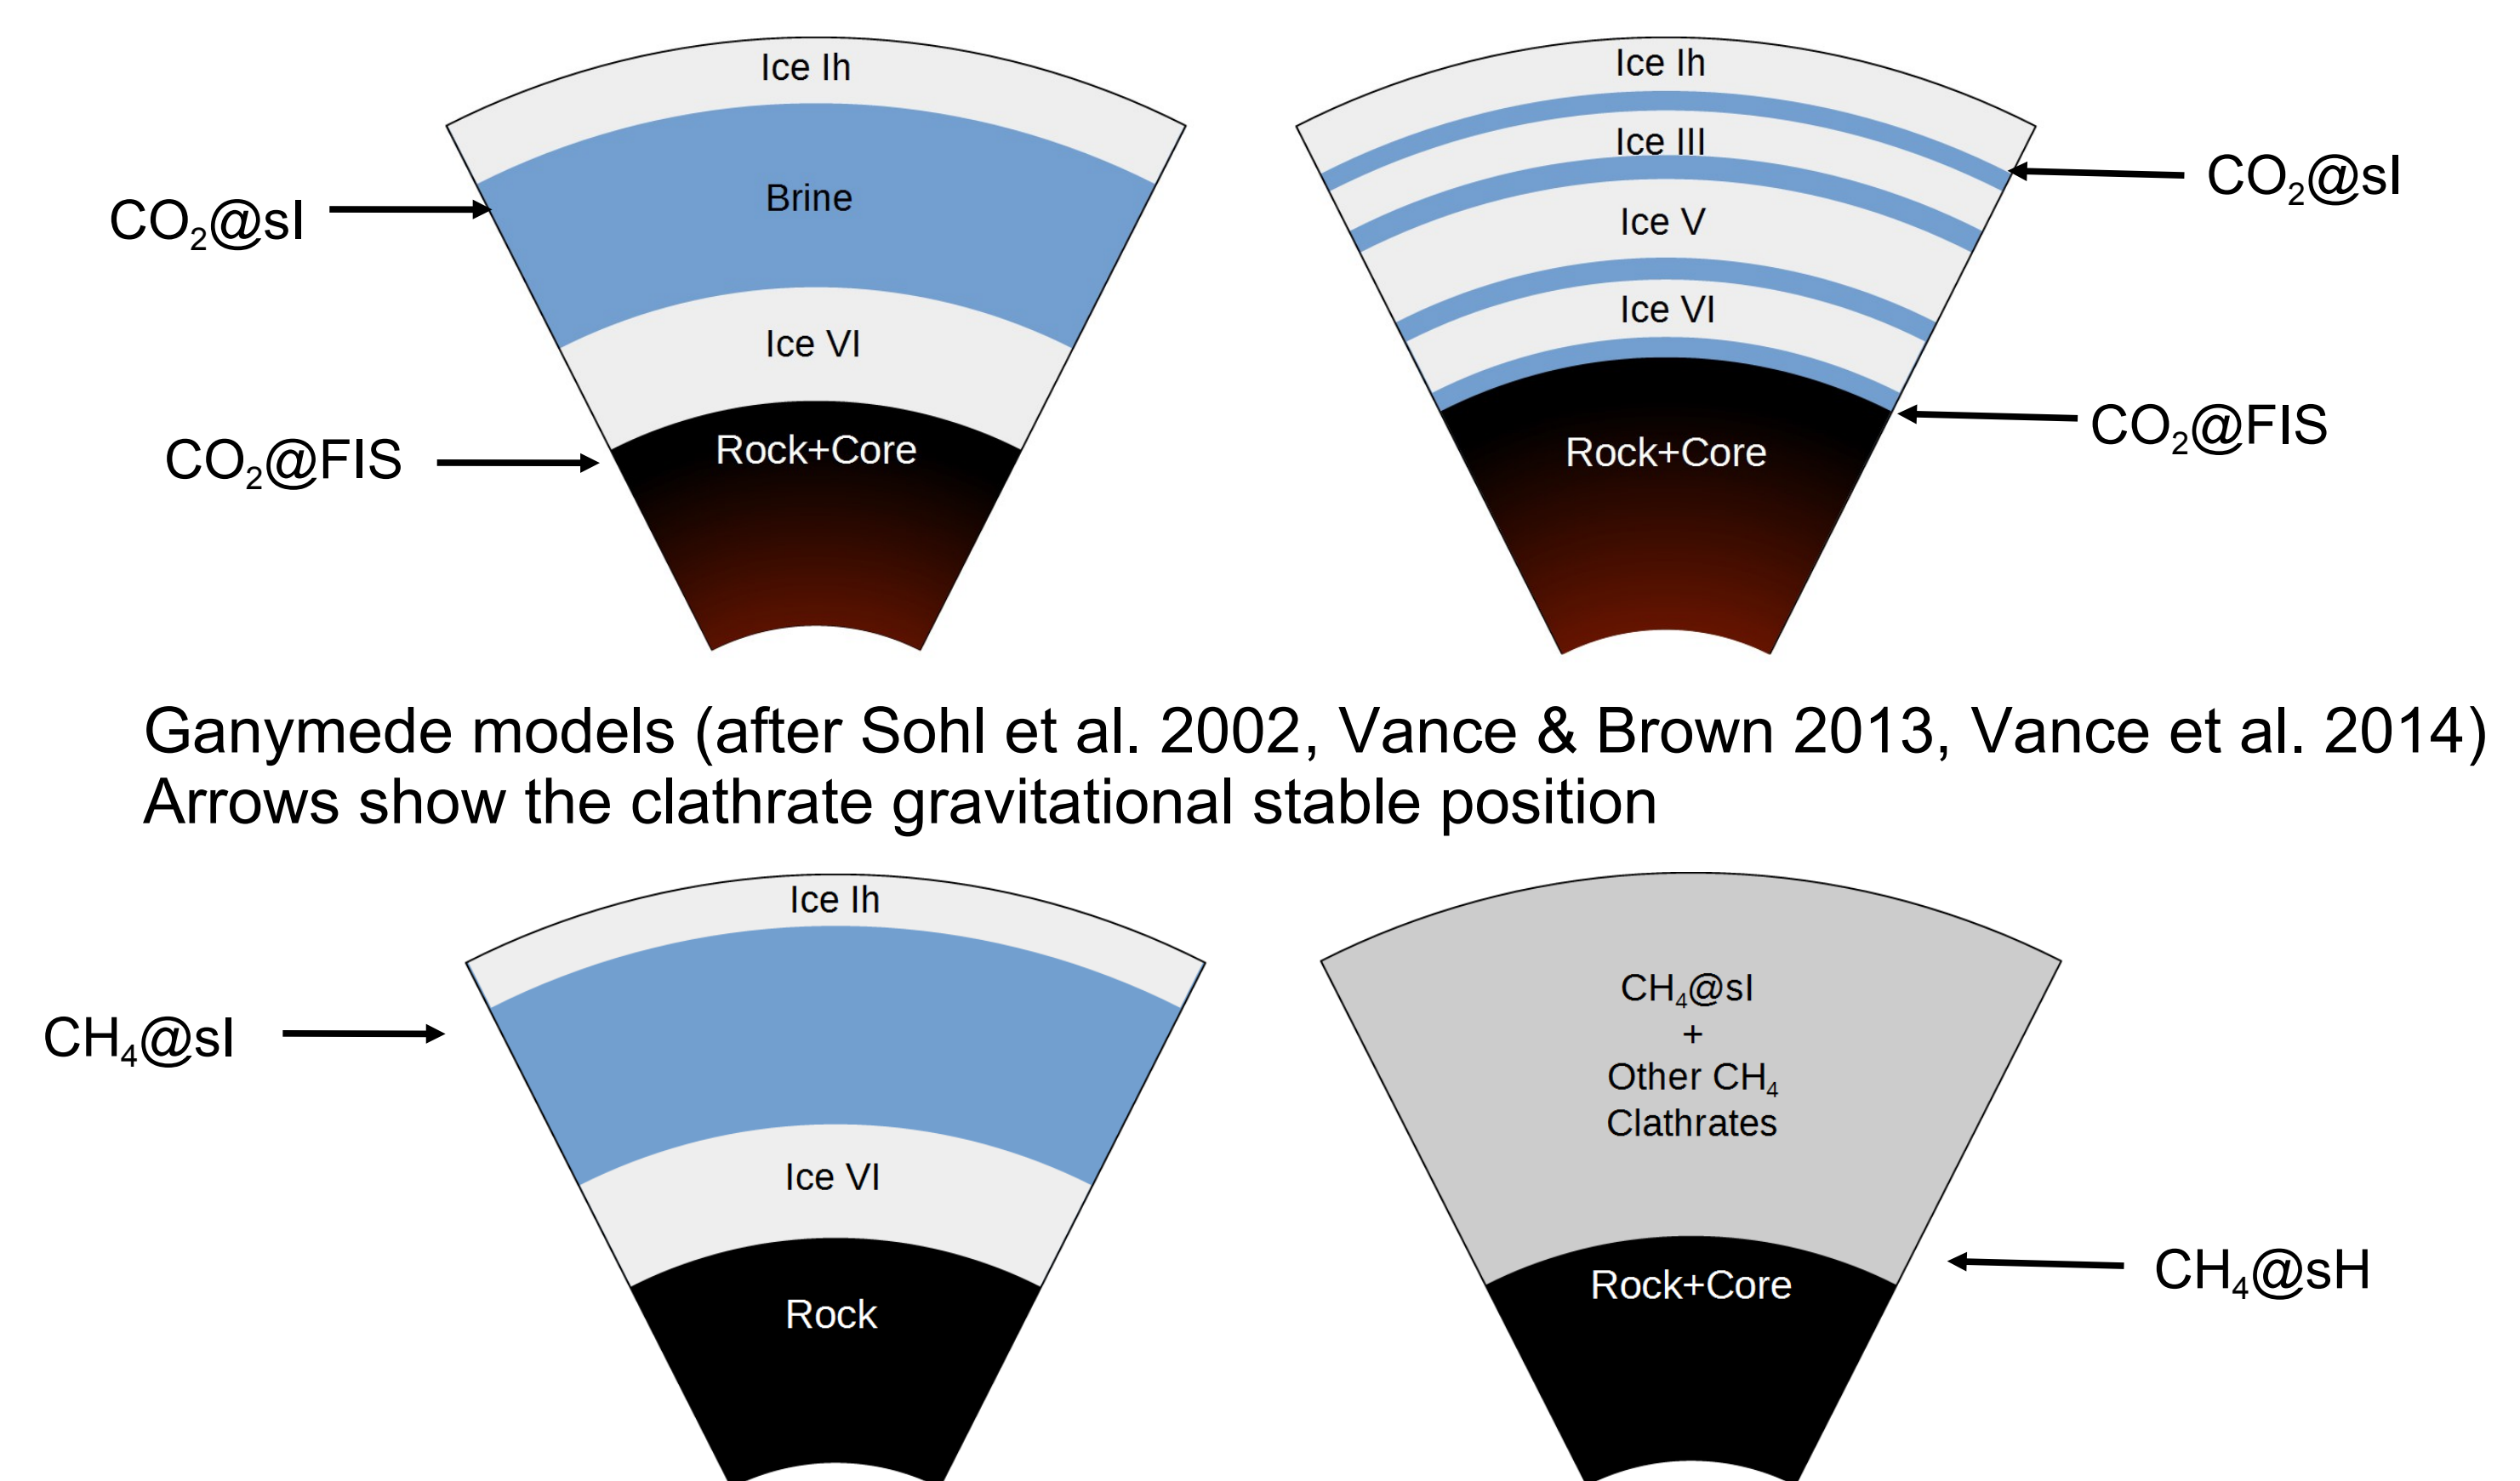 Ice Ih
Brine
Ice VI
Rock+Core
CO₂@sI
CO₂@FIS
Ice Ih
Ice III
Ice V
Ice VI
Rock+Core
CO₂@sI
CO₂@FIS
Ganymede models (after Sohl et al. 2002, Vance & Brown 2013, Vance et al. 2014)
Arrows show the clathrate gravitational stable position
Ice Ih
CH₄@sI
Ice VI
Rock
CH₄@sI
+
Other CH₄
Clathrates
Rock+Core
CH₄@sH